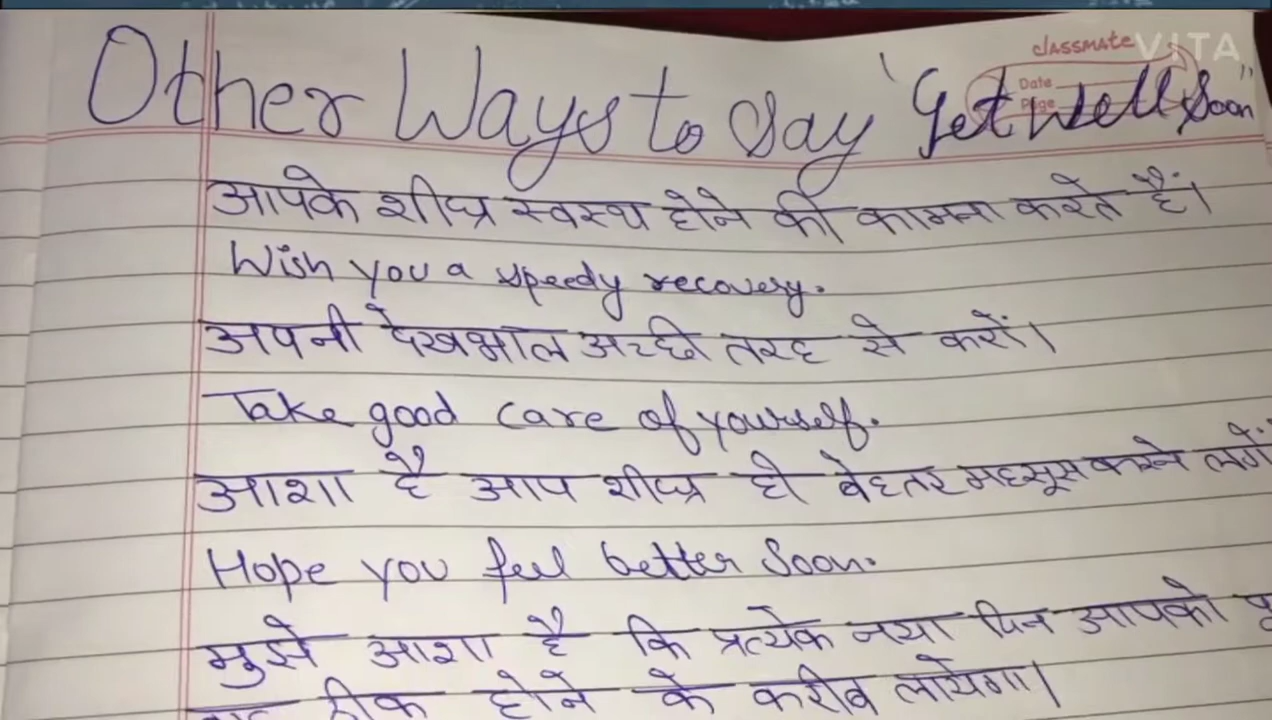 classmate VITA
Date
Page
Other Ways to Say "Get Well Soon"
आपके शीघ्र स्वस्थ होने की कामना करते हैं।
Wish you a speedy recovery.
अपनी देखभाल अच्छी तरह से करों।
Take good care of yourself.
आशा है आप शीघ्र ही बेहतर महसूस करने लगें
Hope you feel better Soon.
मुझे आशा है कि प्रत्येक नया दिन आपको
ठीक होने के करीब लायेगा।